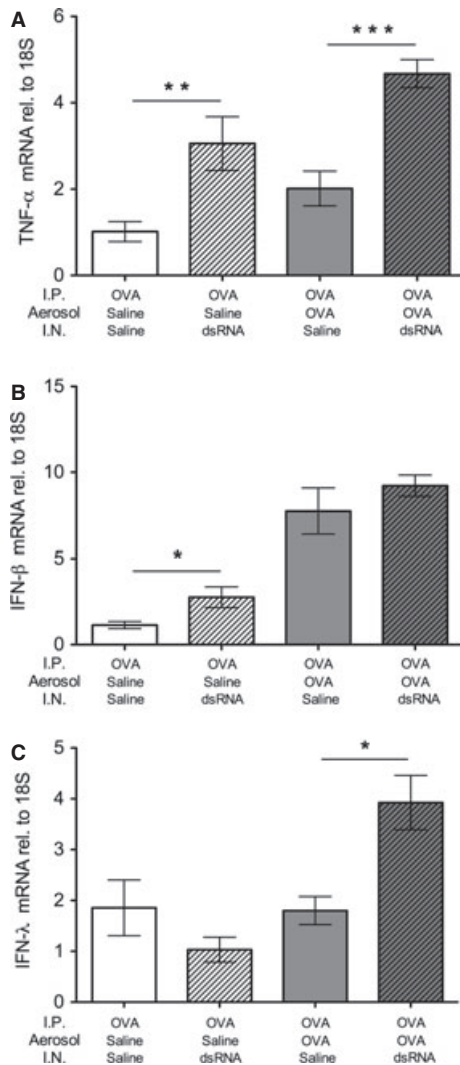 A
TNF-α mRNA rel. to 18S
6
4
2
0
** ***
I.P. OVA OVA OVA OVA
Aerosol Saline Saline OVA OVA
I.N. Saline dsRNA Saline dsRNA
B
IFN-β mRNA rel. to 18S
15
10
5
0
*
I.P. OVA OVA OVA OVA
Aerosol Saline Saline OVA OVA
I.N. Saline dsRNA Saline dsRNA
C
IFN-λ mRNA rel. to 18S
5
4
3
2
1
0
*
I.P. OVA OVA OVA OVA
Aerosol Saline Saline OVA OVA
I.N. Saline dsRNA Saline dsRNA